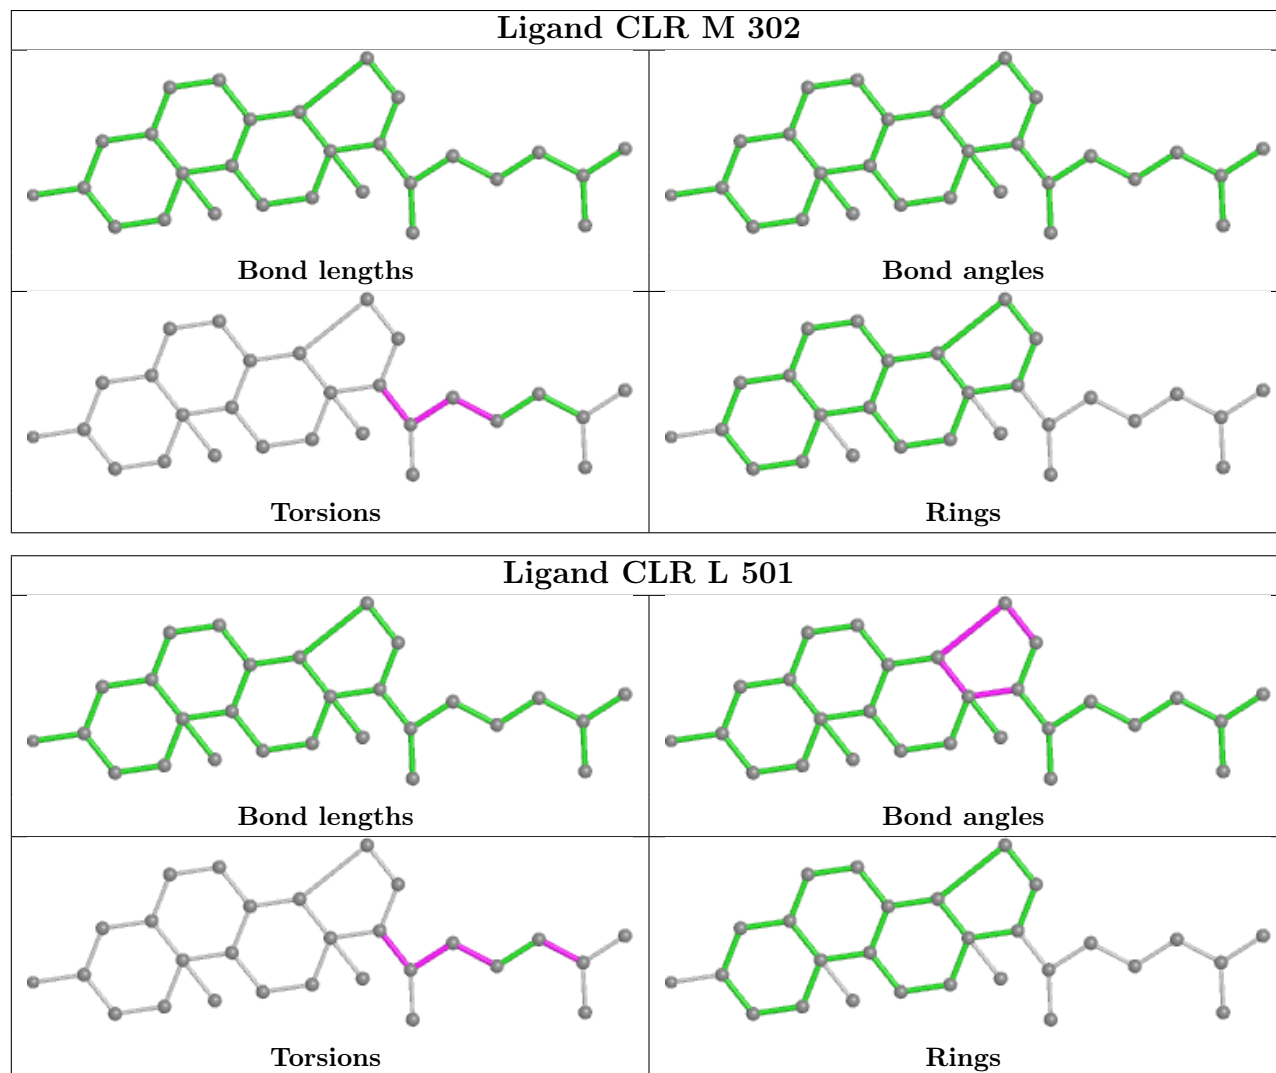 Ligand CLR M 302
Bond lengths
Bond angles
Torsions
Rings
Ligand CLR L 501
Bond lengths
Bond angles
Torsions
Rings